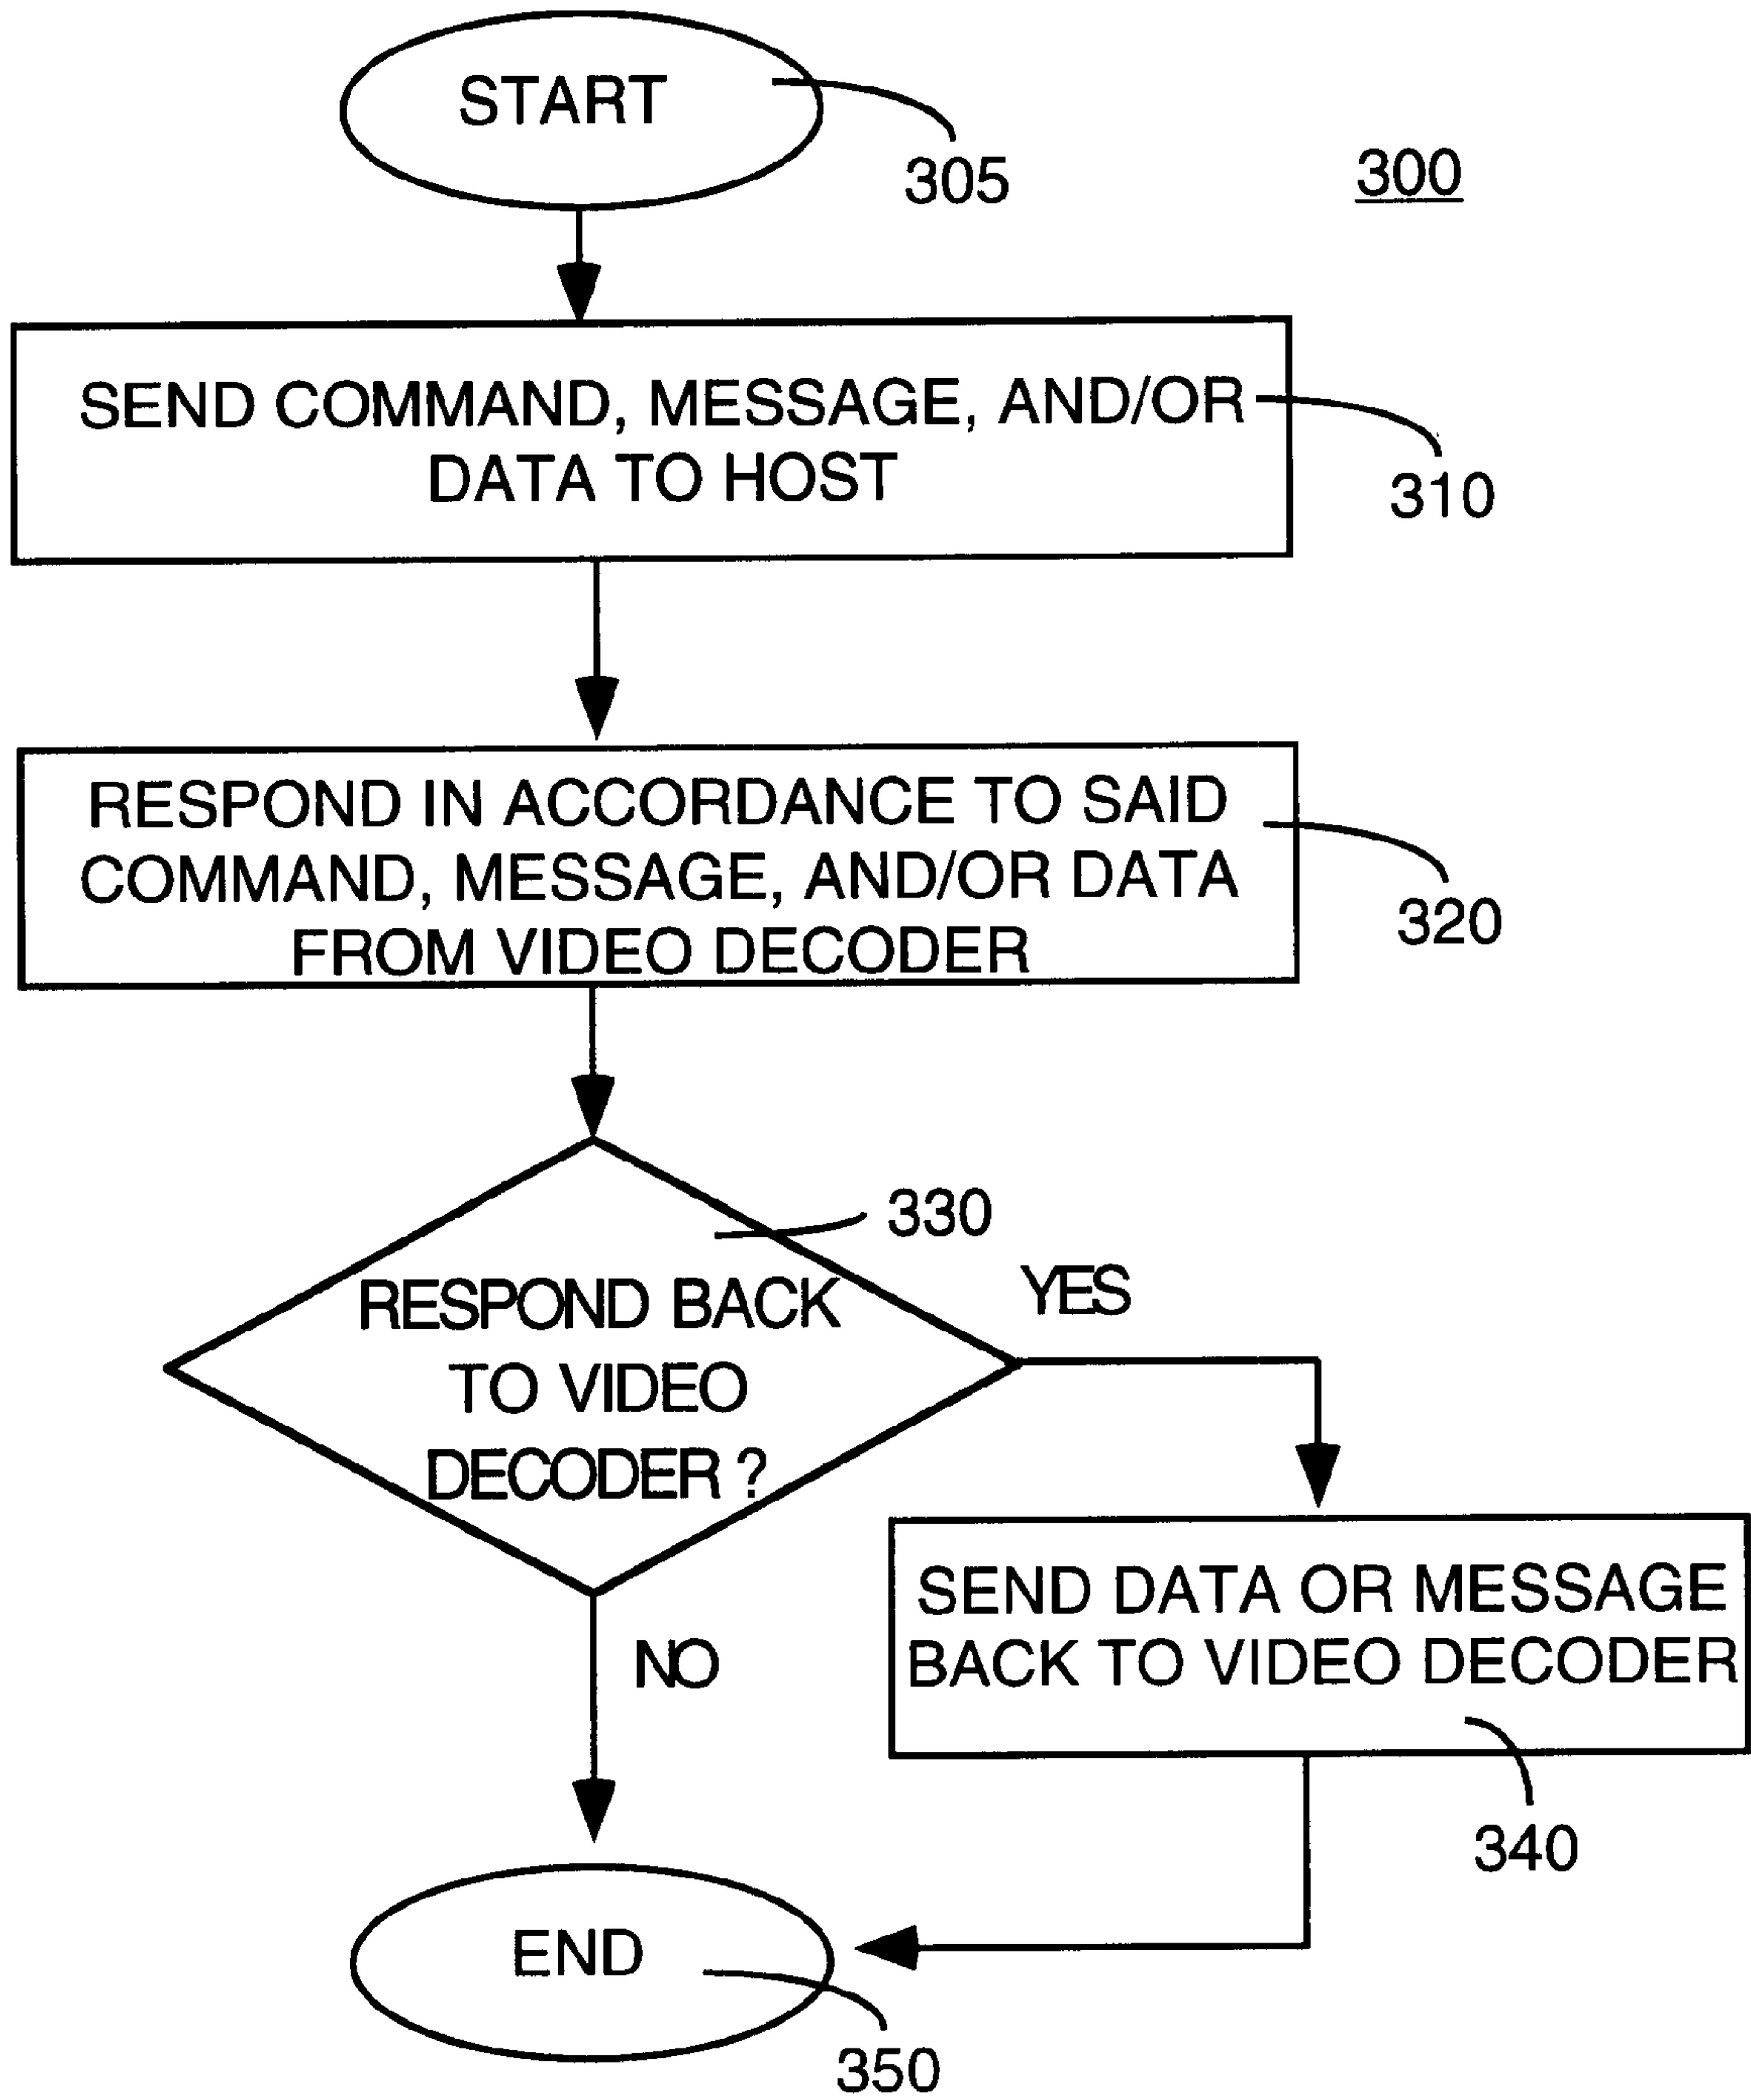 START
305
300
SEND COMMAND, MESSAGE, AND/OR
DATA TO HOST
310
RESPOND IN ACCORDANCE TO SAID
COMMAND, MESSAGE, AND/OR DATA
FROM VIDEO DECODER
320
330
RESPOND BACK
TO VIDEO
DECODER ?
YES
NO
SEND DATA OR MESSAGE
BACK TO VIDEO DECODER
340
END
350